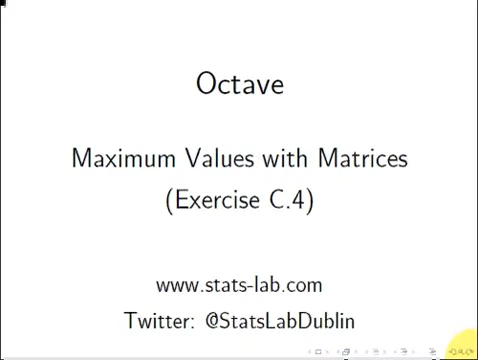 Octave
Maximum Values with Matrices
(Exercise C.4)
www.stats-lab.com
Twitter: @StatsLabDublin